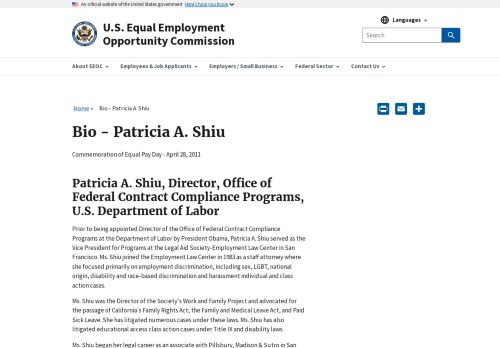 An official website of the United States government Here's how you know
U.S. Equal Employment
Opportunity Commission
Languages
Search
About EEOC
Employees & Job Applicants
Employers / Small Business
Federal Sector
Contact Us
Home » Bio - Patricia A. Shiu
Bio - Patricia A. Shiu
Commemoration of Equal Pay Day - April 28, 2011
Patricia A. Shiu, Director, Office of
Federal Contract Compliance Programs,
U.S. Department of Labor
Prior to being appointed Director of the Office of Federal Contract Compliance
Programs at the Department of Labor by President Obama, Patricia A. Shiu served as the
Vice President for Programs at the Legal Aid Society-Employment Law Center in San
Francisco. Ms. Shiu joined the Employment Law Center in 1983 as a staff attorney where
she focused primarily on employment discrimination, including sex, LGBT, national
origin, disability and race-based discrimination and harassment individual and class
action cases.
Ms. Shiu was the Director of the Society's Work and Family Project and advocated for
the passage of California's Family Rights Act, the Family and Medical Leave Act, and Paid
Sick Leave. She has litigated numerous cases under these laws. Ms. Shiu has also
litigated educational access class action cases under Title IX and disability laws.
Ms. Shiu began her legal career as an associate with Pillsbury, Madison & Sutro in San